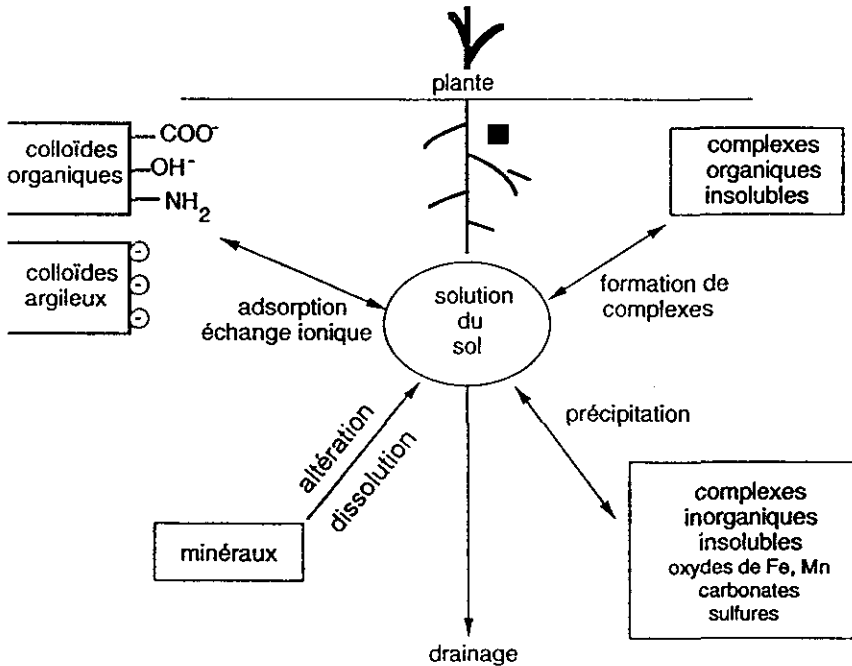 plante
colloïdes
organiques
COO⁻
OH⁻
NH₂
complexes
organiques
insolubles
colloïdes
argileux
-
-
-
adsorption
échange ionique
solution
du
sol
formation de
complexes
altération
dissolution
précipitation
minéraux
complexes
inorganiques
insolubles
oxydes de Fe, Mn
carbonates
sulfures
drainage